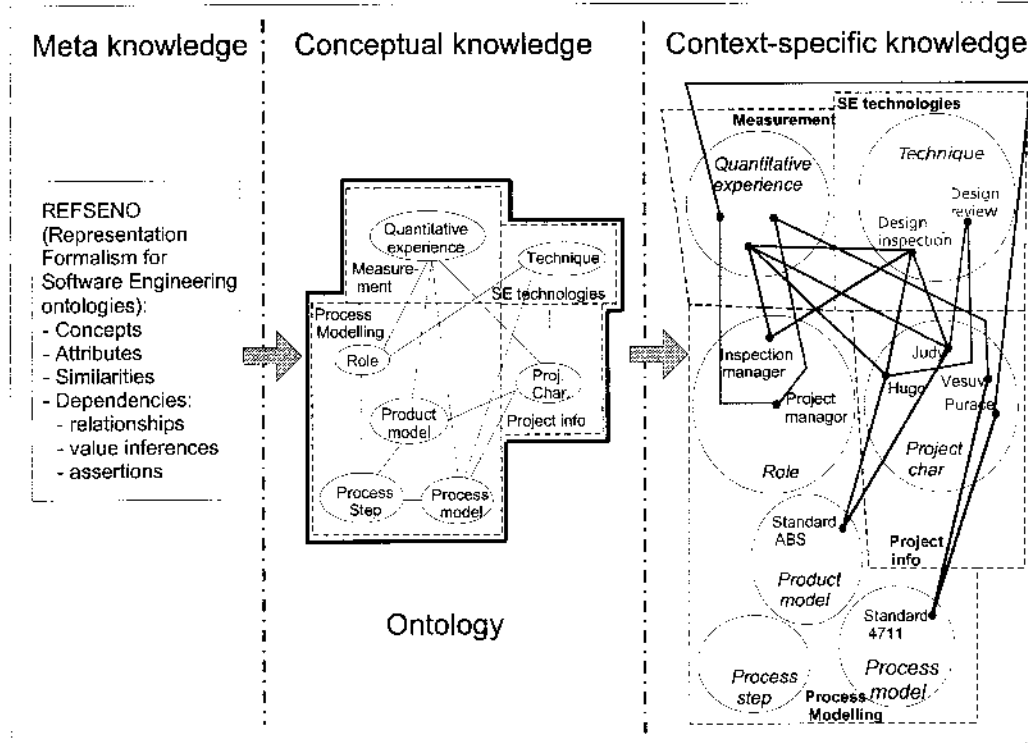 Meta knowledge
Conceptual knowledge
Context-specific knowledge
REFSENO
(Representation
Formalism for
Software Engineering
ontologies):
- Concepts
- Attributes
- Similarities
- Dependencies:
- relationships
- value inferences
- assertions
Quantitative
experience
Technique
Measure-
ment
SE technologies
Process
Modelling
Role
Proj.
Char.
Product
model
Project info
Process
Step
Process
model
Ontology
SE technologies
Measurement
Quantitative
experience
Technique
Design
review
Design
inspection
Inspection
manager
Judy
Hugo
Vesuv
Purace
Project
manager
Project
char
Role
Standard
ABS
Project
info
Product
model
Standard
4711
Process
step
Process
model
Process
Modelling